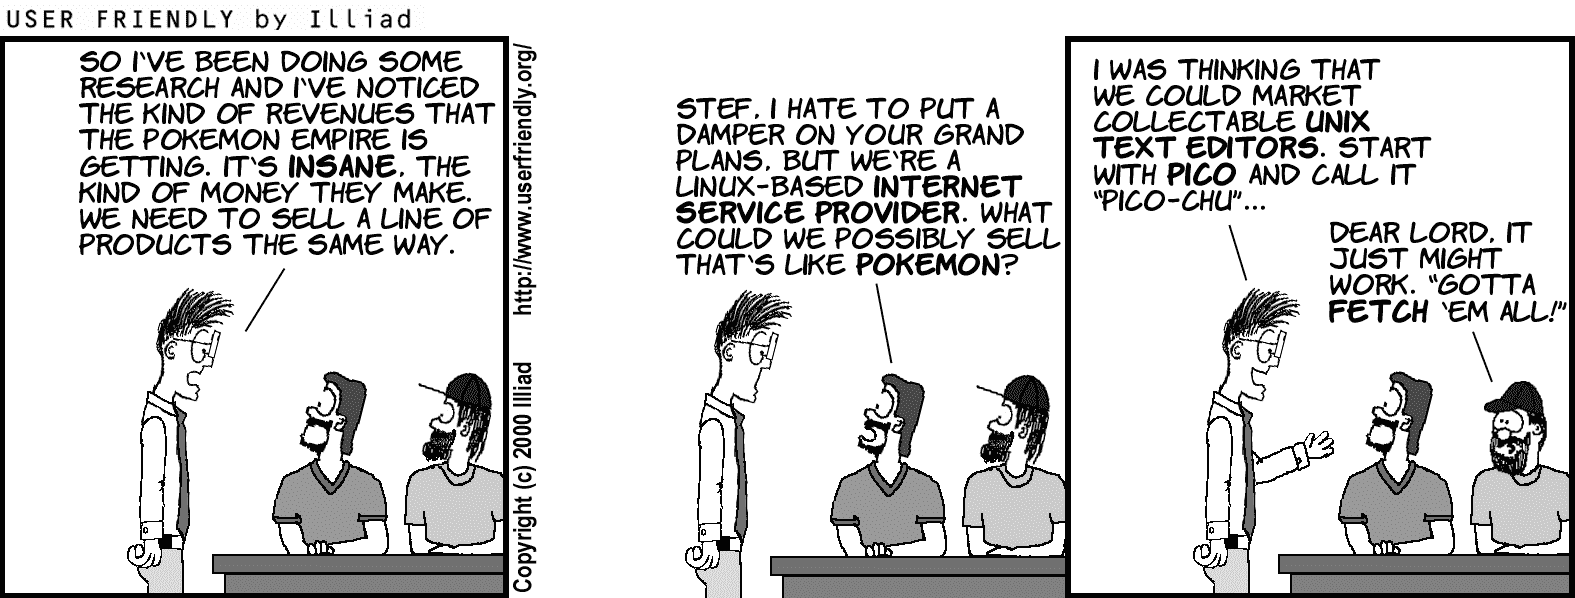 USER FRIENDLY by Illiad
SO I'VE BEEN DOING SOME
RESEARCH AND I'VE NOTICED
THE KIND OF REVENUES THAT
THE POKEMON EMPIRE IS
GETTING. IT'S INSANE, THE
KIND OF MONEY THEY MAKE.
WE NEED TO SELL A LINE OF
PRODUCTS THE SAME WAY.
Copyright (c) 2000 Illiad http://www.userfriendly.org/
STEF, I HATE TO PUT A
DAMPER ON YOUR GRAND
PLANS, BUT WE'RE A
LINUX-BASED INTERNET
SERVICE PROVIDER. WHAT
COULD WE POSSIBLY SELL
THAT'S LIKE POKEMON?
I WAS THINKING THAT
WE COULD MARKET
COLLECTABLE UNIX
TEXT EDITORS. START
WITH PICO AND CALL IT
"PICO-CHU"...
DEAR LORD, IT
JUST MIGHT
WORK. "GOTTA
FETCH 'EM ALL!"